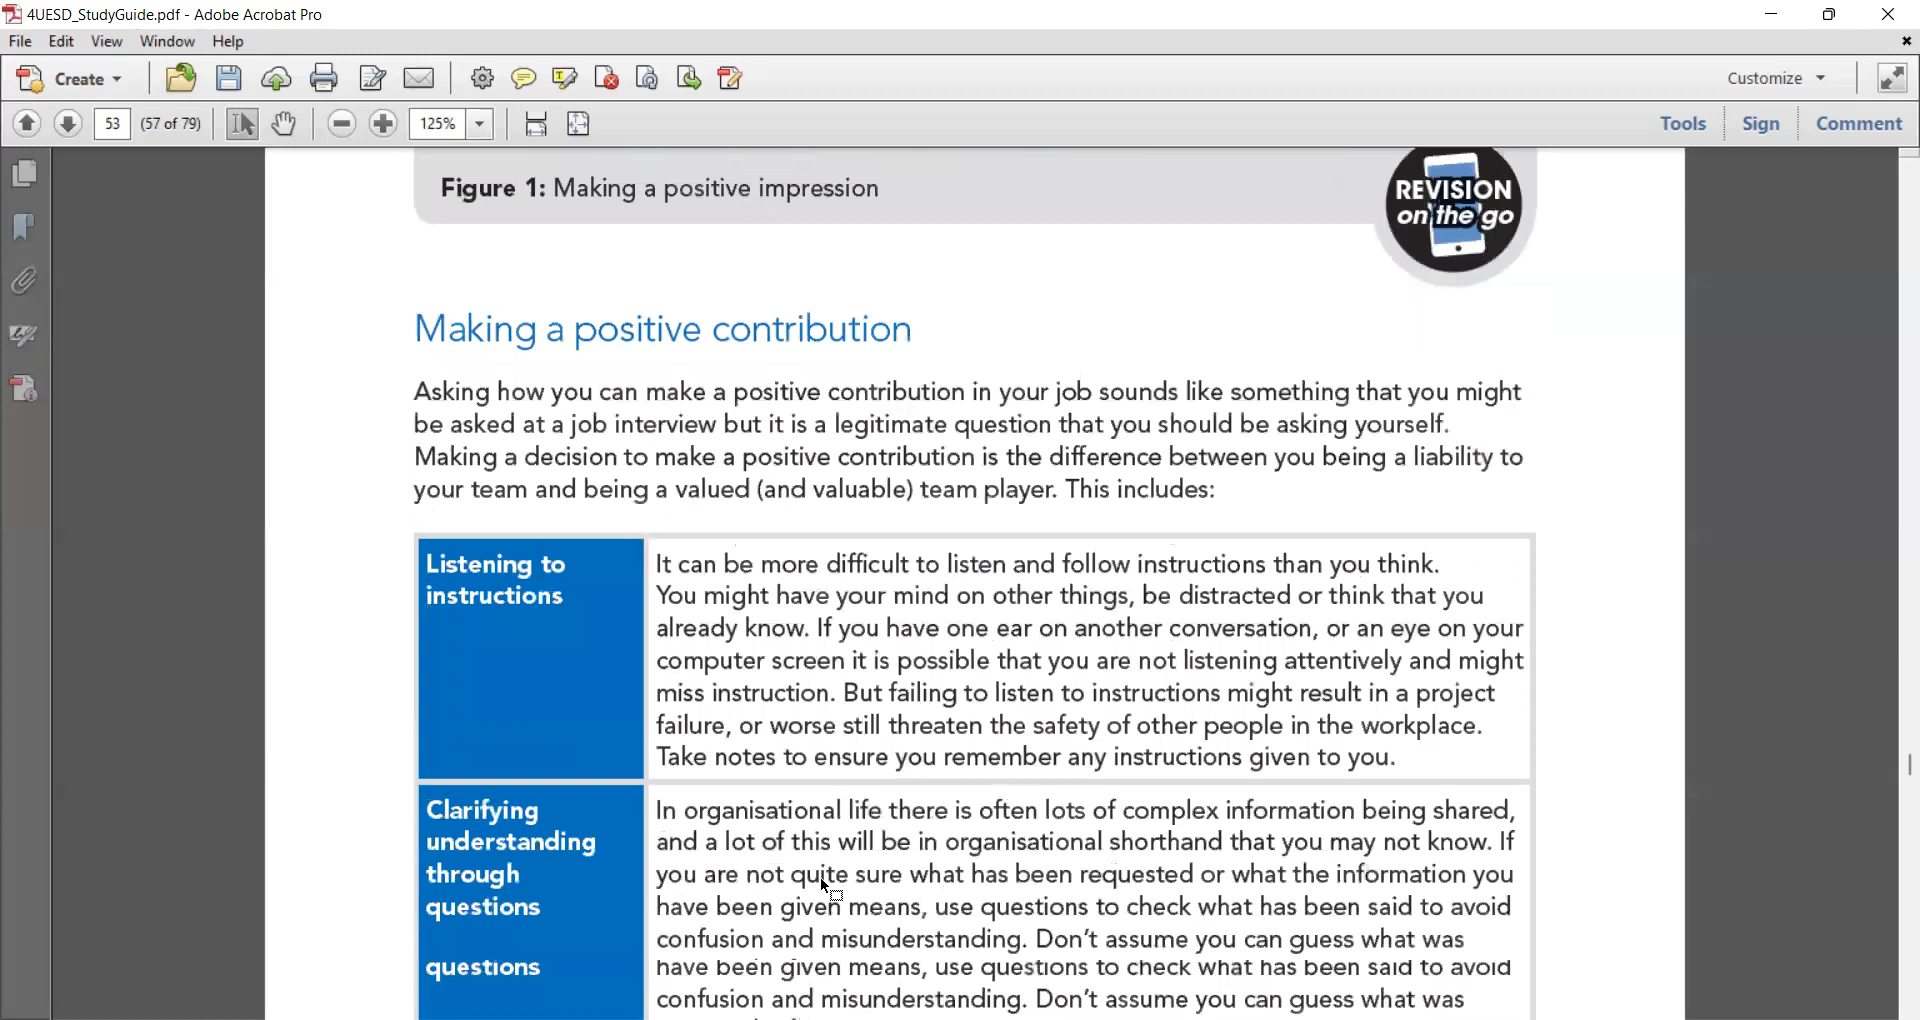 4UESD_StudyGuide.pdf - Adobe Acrobat Pro
File Edit View Window Help
Create Customize
53 (57 of 79) 125% Tools Sign Comment
Figure 1: Making a positive impression
REVISION
on the go
Making a positive contribution
Asking how you can make a positive contribution in your job sounds like something that you might
be asked at a job interview but it is a legitimate question that you should be asking yourself.
Making a decision to make a positive contribution is the difference between you being a liability to
your team and being a valued (and valuable) team player. This includes:
Listening to
instructions
It can be more difficult to listen and follow instructions than you think.
You might have your mind on other things, be distracted or think that you
already know. If you have one ear on another conversation, or an eye on your
computer screen it is possible that you are not listening attentively and might
miss instruction. But failing to listen to instructions might result in a project
failure, or worse still threaten the safety of other people in the workplace.
Take notes to ensure you remember any instructions given to you.
Clarifying
understanding
through
questions
questions
In organisational life there is often lots of complex information being shared,
and a lot of this will be in organisational shorthand that you may not know. If
you are not quite sure what has been requested or what the information you
have been given means, use questions to check what has been said to avoid
confusion and misunderstanding. Don't assume you can guess what was
have been given means, use questions to check what has been said to avoid
confusion and misunderstanding. Don't assume you can guess what was